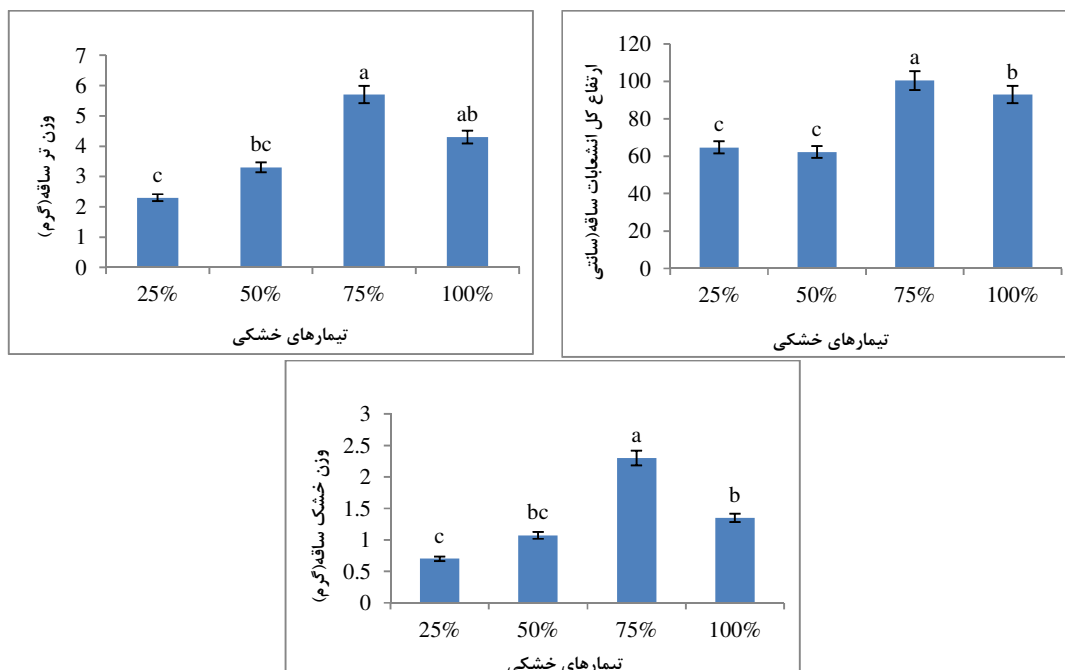 وزن تر ساقه(گرم)
7
6
5
4
3
2
1
0
c
bc
a
ab
25% 50% 75% 100%
تیمارهای خشکی
ارتفاع کل انشعابات ساقه(سانتی
120
100
80
60
40
20
0
c
c
a
b
25% 50% 75% 100%
تیمارهای خشکی
وزن خشک ساقه(گرم)
3
2.5
2
1.5
1
0.5
0
c
bc
a
b
25% 50% 75% 100%
تیمارهای خشکی